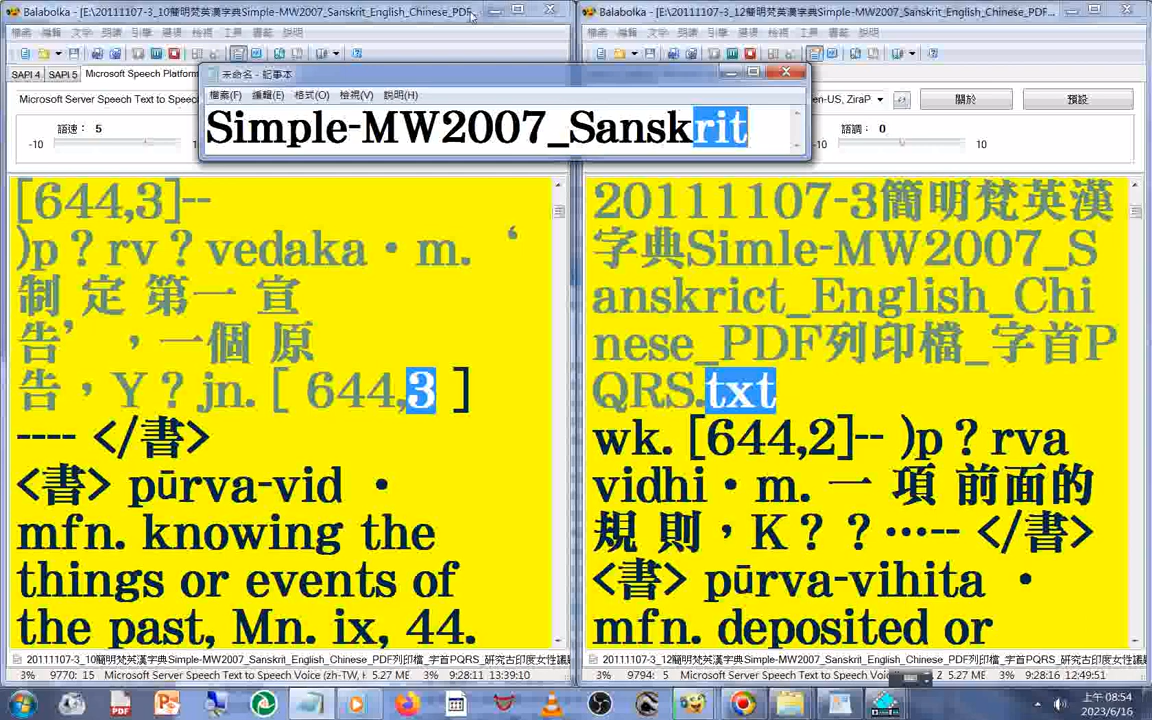 Balabolka - [E:\20111107-3_10簡明梵英漢字典Simple-MW2007_Sanskrit_English_Chinese_PDF
Balabolka - [E:\20111107-3_12簡明梵英漢字典Simple-MW2007_Sanskrit_English_Chinese_PDF...
SAPI 4 SAPI 5 Microsoft Speech Platform
未命名 - 記事本
檔案(F) 編輯(E) 格式(O) 檢視(V) 說明(H)
Simple-MW2007_Sanskrit
Microsoft Server Speech Text to Spee
en-US, ZiraP
關於
預設
語速： 5
-10
語調： 0
-10 10
[644,3]--
)p ? rv ? vedaka・m. ‘
制 定 第一 宣
告’ ，一個 原
告，Y ? jn. [ 644,3 ]
---- </書>
<書> pūrva-vid ・
mfn. knowing the
things or events of
the past, Mn. ix, 44.
20111107-3簡明梵英漢
字典Simle-MW2007_S
anskrict_English_Chi
nese_PDF列印檔_字首P
QRS.txt
wk. [644,2]-- )p ? rva
vidhi・m. 一 項 前面的
規 則，K ? ? …-- </書>
<書> pūrva-vihita ・
mfn. deposited or
20111107-3_10簡明梵英漢字典Simple-MW2007_Sanskrit_English_Chinese_PDF列印檔_字首PQRS_研究古印度女性議
20111107-3_12簡明梵英漢字典Simple-MW2007_Sanskrit_English_Chinese_PDF列印檔_字首PQRS_研究古印度女性議
3% 9770: 15 Microsoft Server Speech Text to Speech Voice (zh-TW, H 5.27 ME 9:28:11 13:39:10
3% 9794: 5 Microsoft Server Speech Text to Speech Voic 2 5.27 ME 9:28:16 12:49:51
上午 08:54
2023/6/16